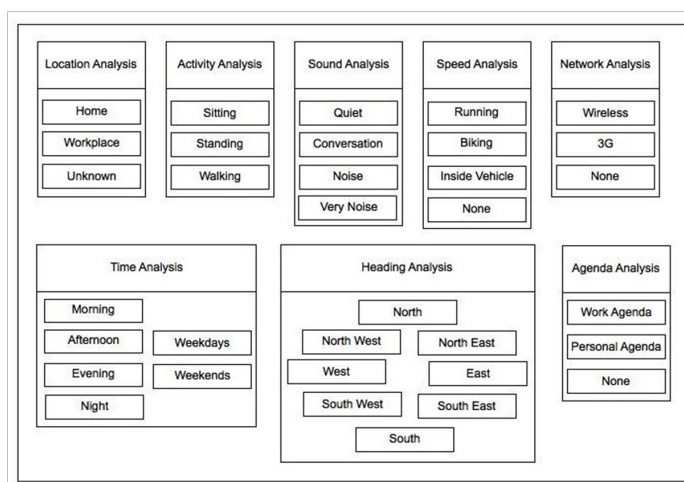 Location Analysis
Home
Workplace
Unknown
Activity Analysis
Sitting
Standing
Walking
Sound Analysis
Quiet
Conversation
Noise
Very Noise
Speed Analysis
Running
Biking
Inside Vehicle
None
Network Analysis
Wireless
3G
None
Time Analysis
Morning
Afternoon
Evening
Night
Weekdays
Weekends
Heading Analysis
North
North West
North East
West
East
South West
South East
South
Agenda Analysis
Work Agenda
Personal Agenda
None